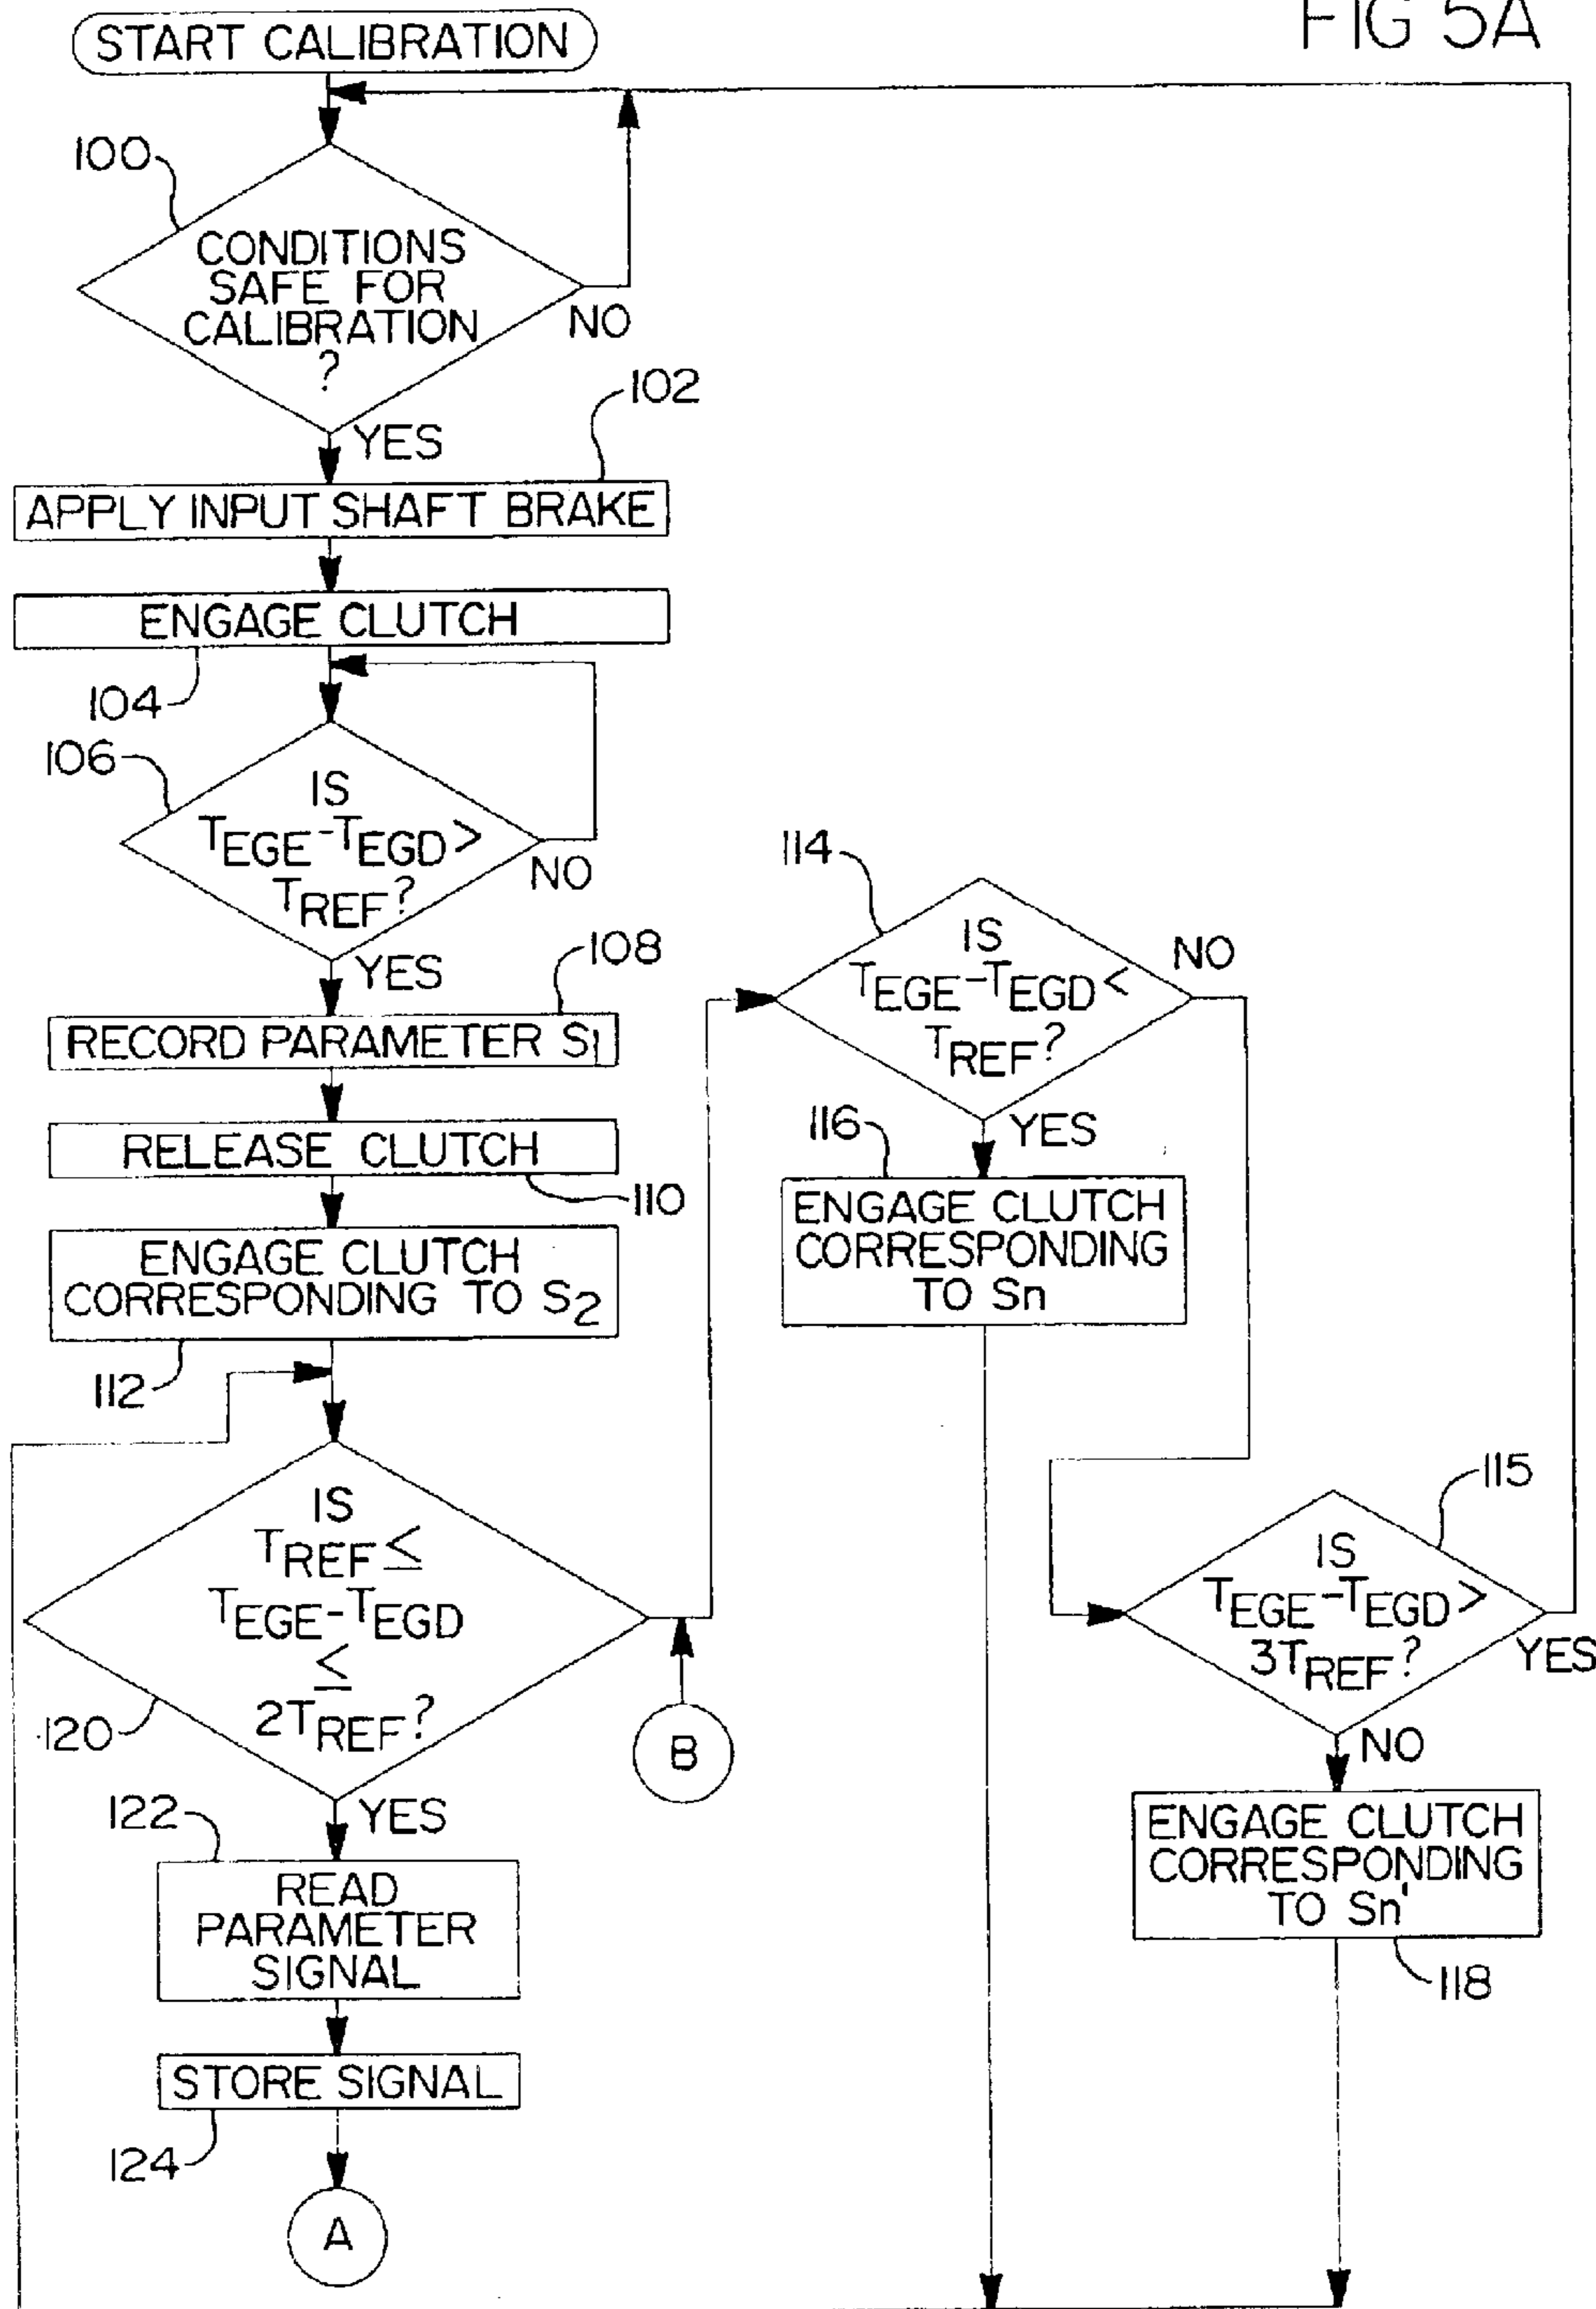 FIG 5A
START CALIBRATION
100
CONDITIONS
SAFE FOR
CALIBRATION
?
NO
YES
102
APPLY INPUT SHAFT BRAKE
ENGAGE CLUTCH
104
106
IS
TEGE-TEGD>
TREF?
NO
YES
108
RECORD PARAMETER S1
RELEASE CLUTCH
110
ENGAGE CLUTCH
CORRESPONDING TO S2
112
IS
TREF≤
TEGE-TEGD
≤
2TREF?
120
B
YES
122
READ
PARAMETER
SIGNAL
STORE SIGNAL
124
A
114
IS
TEGE-TEGD<
TREF?
NO
YES
116
ENGAGE CLUTCH
CORRESPONDING
TO Sn
115
IS
TEGE-TEGD>
3TREF?
YES
NO
ENGAGE CLUTCH
CORRESPONDING
TO Sn'
118